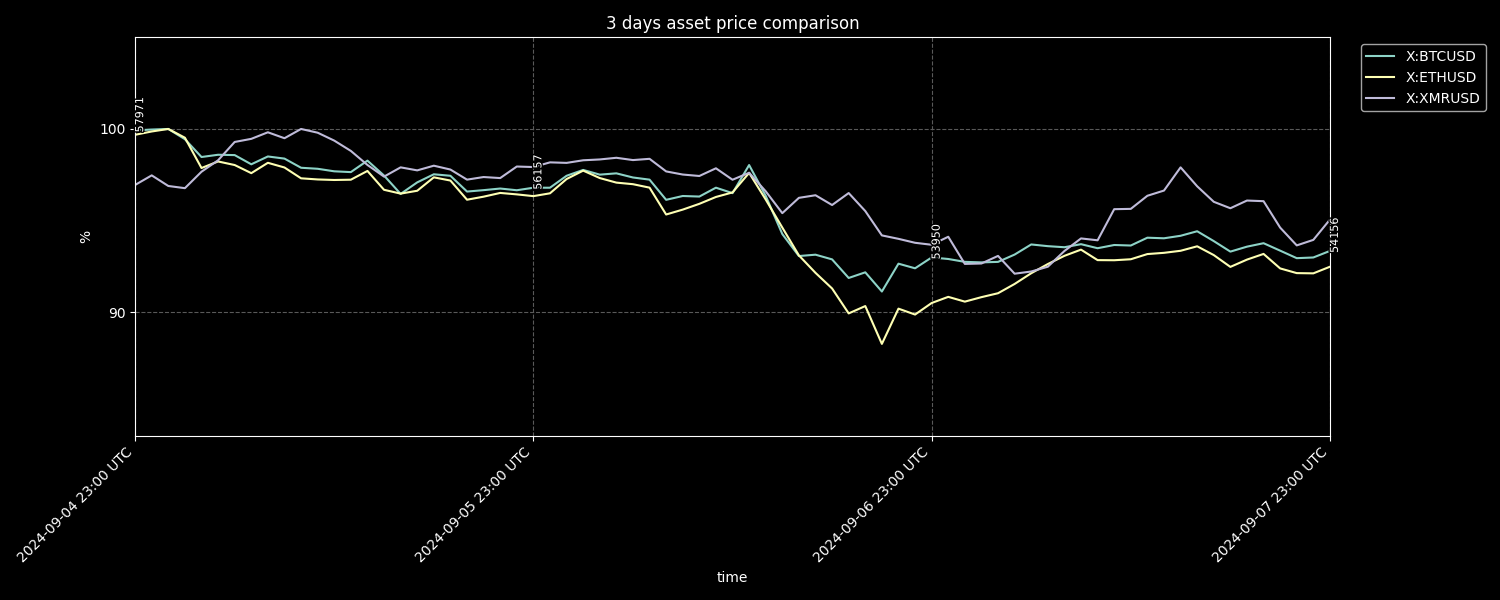 3 days asset price comparison
X:BTCUSD
X:ETHUSD
X:XMRUSD
57971
100
56157
%
53950
54156
90
2024-09-04 23:00 UTC
2024-09-05 23:00 UTC
2024-09-06 23:00 UTC
2024-09-07 23:00 UTC
time